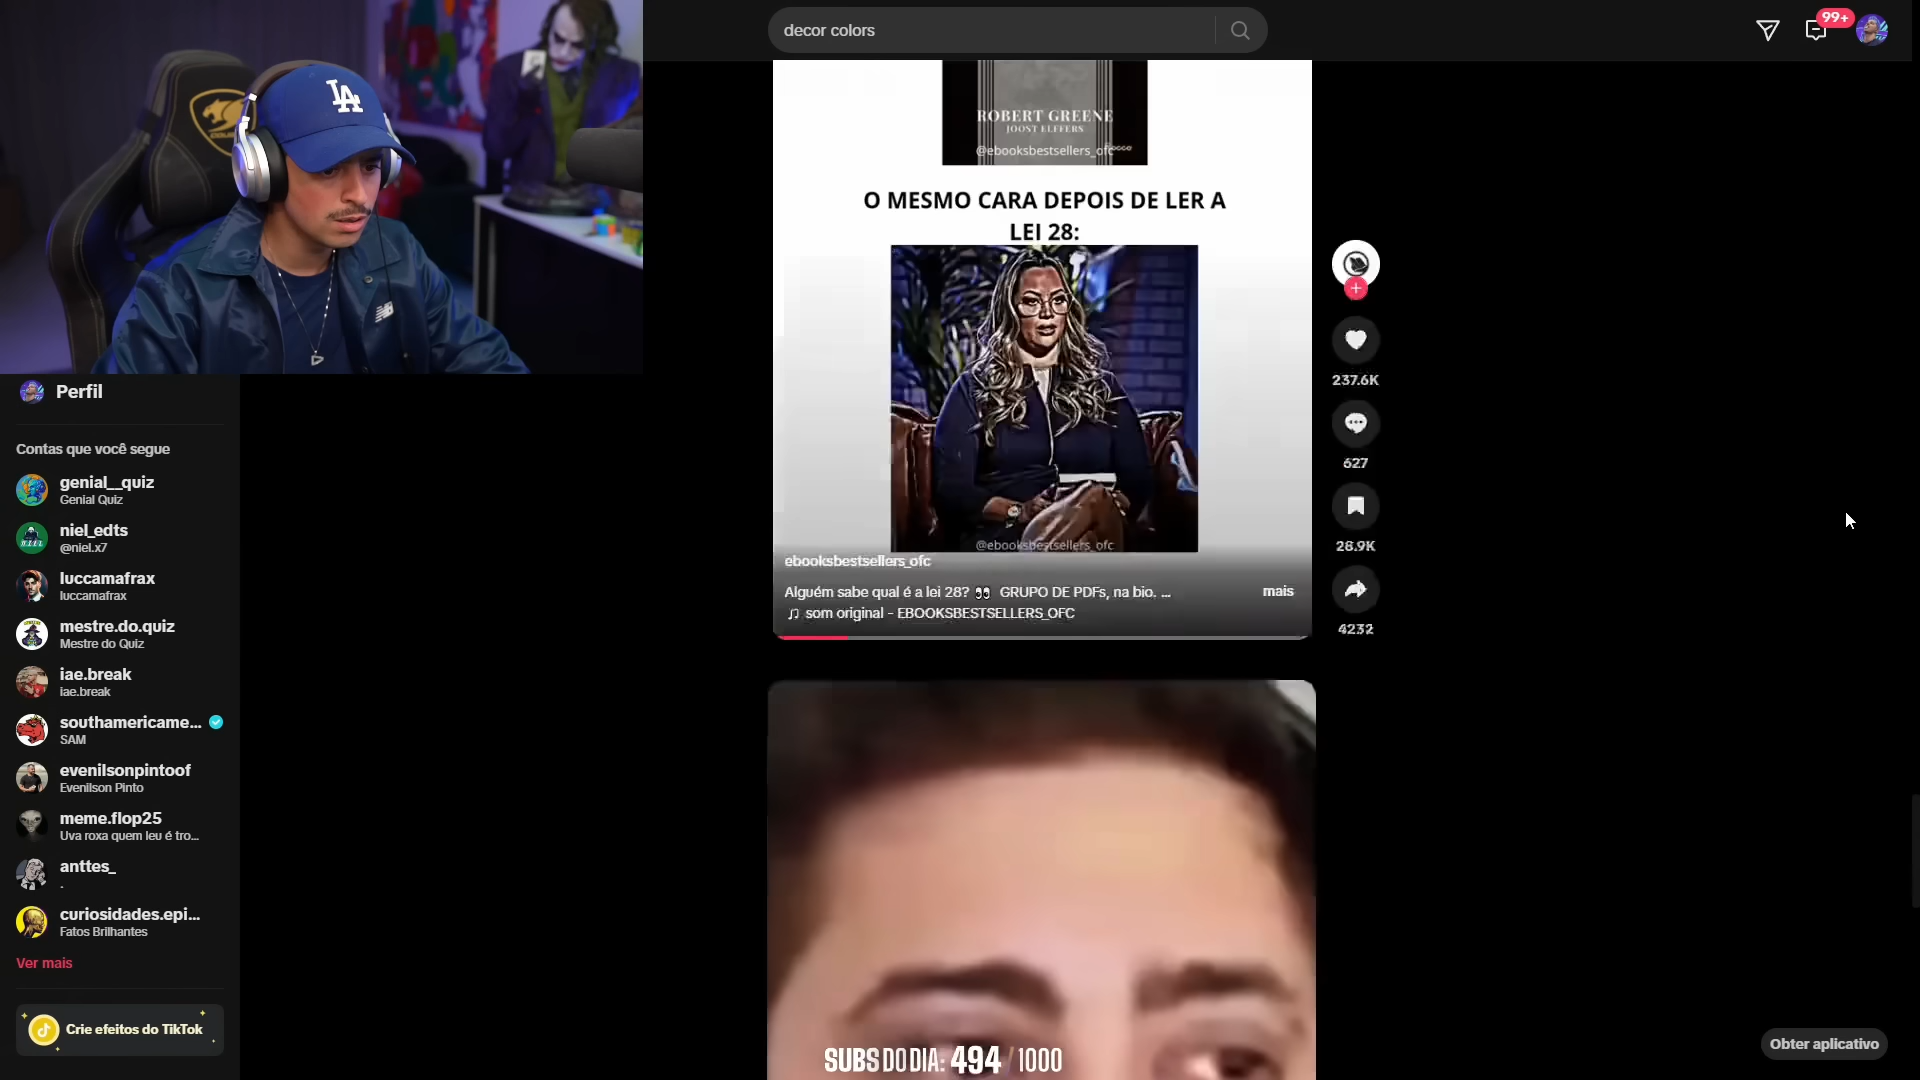 LA
decor colors
99+
ROBERT GREENE
JOOST ELFFERS
@ebooksbestsellers_ofc
O MESMO CARA DEPOIS DE LER A
LEI 28:
@ebooksbestsellers_ofc
ebooksbestsellers_ofc
Alguém sabe qual é a lei 28? 👀 GRUPO DE PDFs, na bio. ...
mais
♫ som original - EBOOKSBESTSELLERS_OFC
237.6K
627
28.9K
4232
Perfil
Contas que você segue
genial__quiz
Genial Quiz
niel_edts
@niel.x7
luccamafrax
luccamafrax
mestre.do.quiz
Mestre do Quiz
iae.break
iae.break
southamericame...
SAM
evenilsonpintoof
Evenilson Pinto
meme.flop25
Uva roxa quem leu é tro...
anttes_
.
curiosidades.epi...
Fatos Brilhantes
Ver mais
Crie efeitos do TikTok
SUBS DO DIA: 494 / 1000
Obter aplicativo